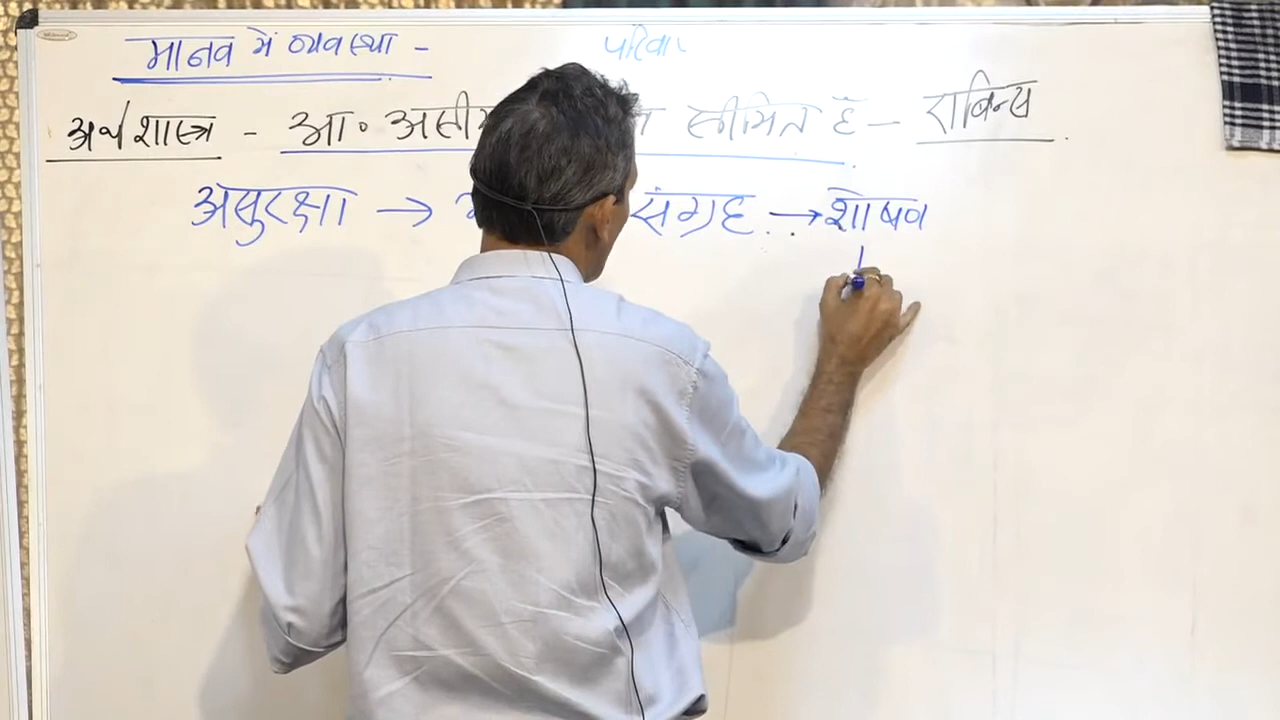 मानव में व्यवस्था - परिवा
अर्थशास्त्र - आ॰ असी सीमित है - राबिन्स .
असुरक्षा → संग्रह .. → शोषण